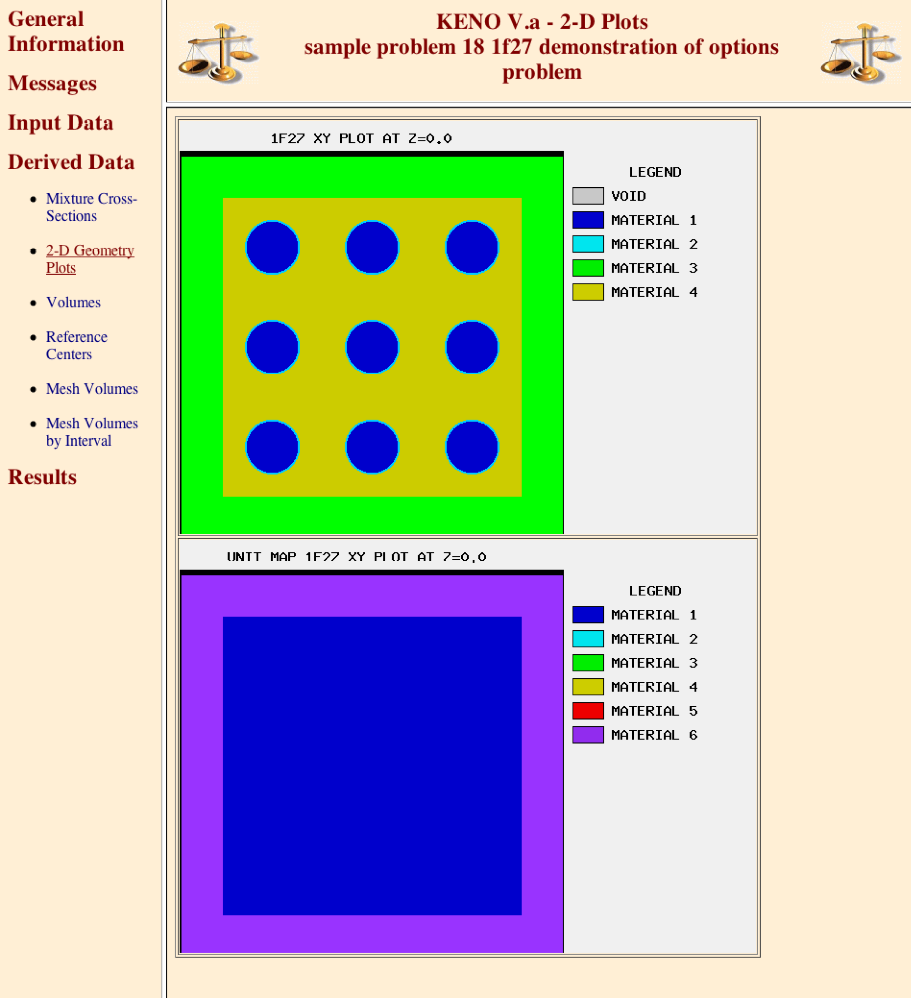 General
Information
Messages
Input Data
Derived Data
Mixture Cross-
Sections
2-D Geometry
Plots
Volumes
Reference
Centers
Mesh Volumes
Mesh Volumes
by Interval
Results
KENO V.a - 2-D Plots
sample problem 18 1f27 demonstration of options
problem
1F27 XY PLOT AT Z=0.0
LEGEND
VOID
MATERIAL 1
MATERIAL 2
MATERIAL 3
MATERIAL 4
UNIT MAP 1F27 XY PLOT AT Z=0.0
LEGEND
MATERIAL 1
MATERIAL 2
MATERIAL 3
MATERIAL 4
MATERIAL 5
MATERIAL 6